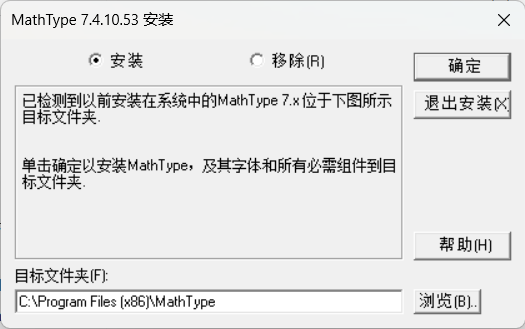 MathType 7.4.10.53 安装
安装
移除(R)
确定
已检测到以前安装在系统中的MathType 7.x 位于下图所示
目标文件夹.
退出安装(X)
单击确定以安装MathType，及其字体和所有必需组件到目
标文件夹.
帮助(H)
目标文件夹(F):
C:\Program Files (x86)\MathType
浏览(B)..